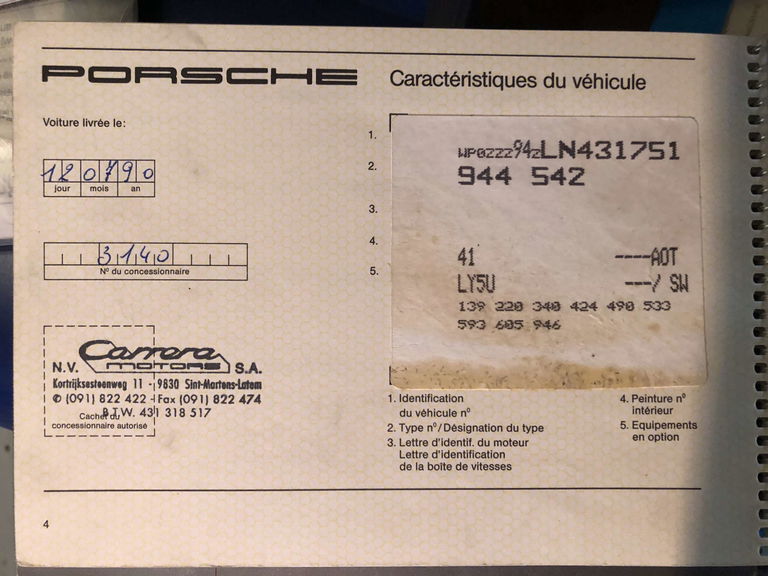 PORSCHE
Caractéristiques du véhicule
Voiture livrée le:
120790
jour mois an
3140
N° du concessionnaire
Carrera
N.V. MOTORS S.A.
Kortrijksesteenweg 11 - 9830 Sint-Martens-Latem
✆ (091) 822 422 - Fax (091) 822 474
B.T.W. 431 318 517
Cachet du
concessionnaire autorisé
1.
2.
3.
4.
5.
WP0ZZZ94ZLN431751
944 542
41 ----AOT
LY5U ---/ SW
139 220 340 424 490 533
593 605 946
1. Identification
du véhicule n°
2. Type n°/Désignation du type
3. Lettre d'identif. du moteur
Lettre d'identification
de la boîte de vitesses
4. Peinture n°
intérieur
5. Equipements
en option
4